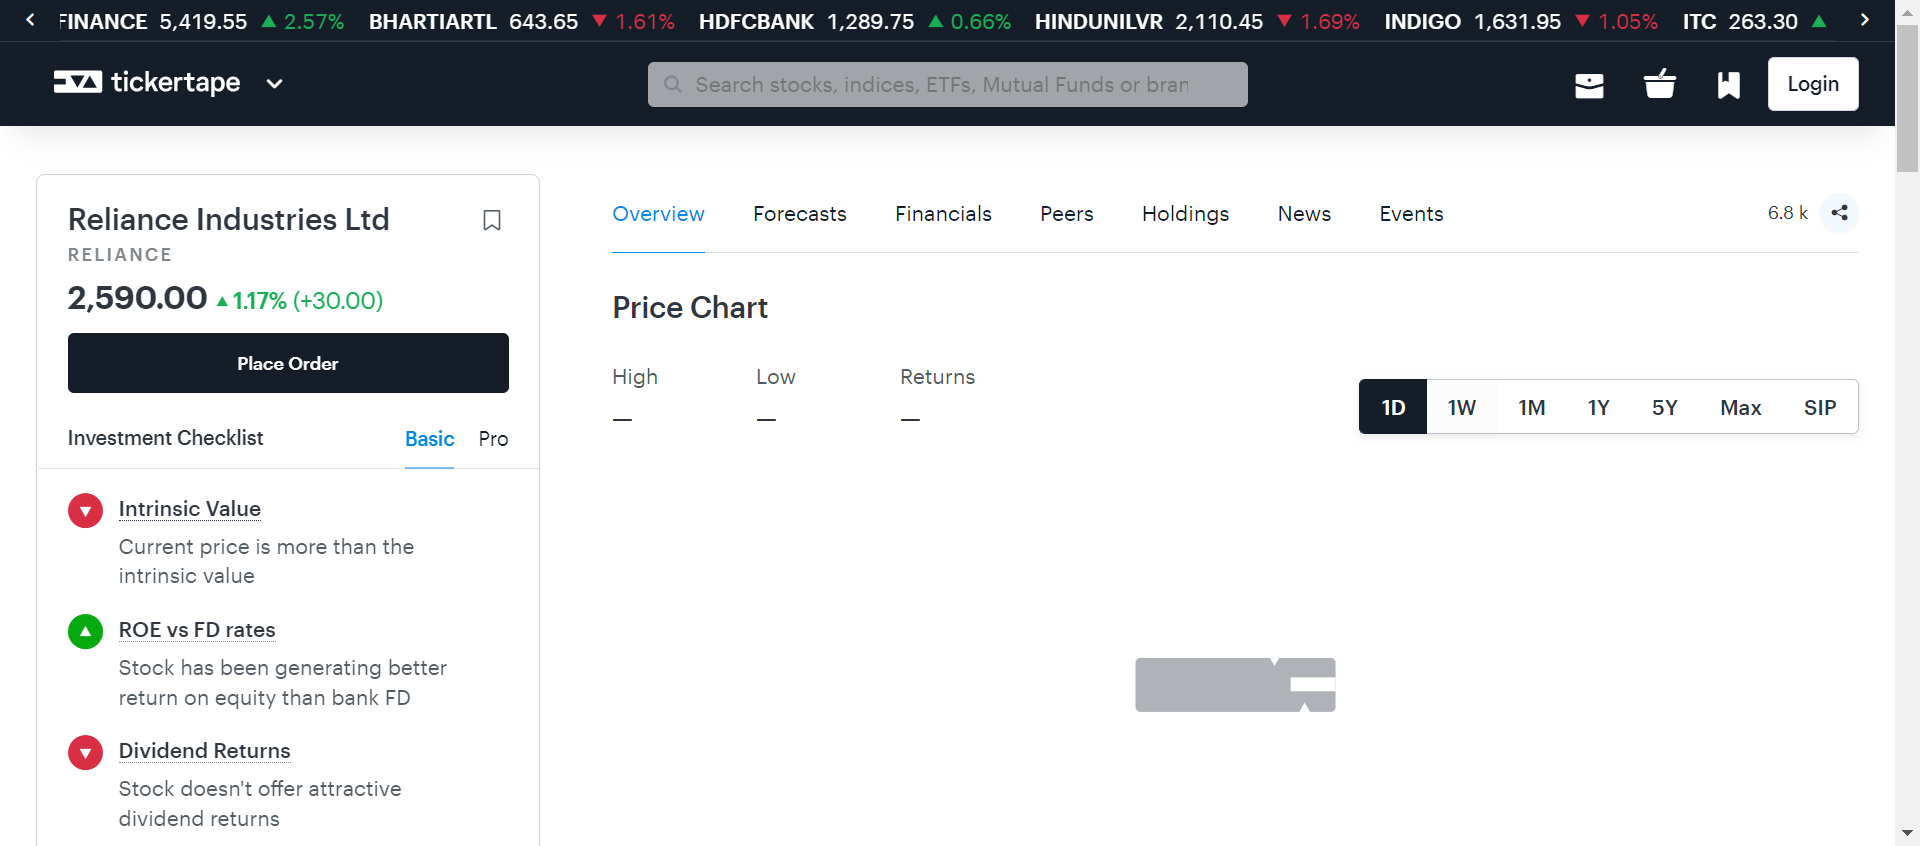 FINANCE 5,419.55 ▲ 2.57% BHARTIARTL 643.65 ▼ 1.61% HDFCBANK 1,289.75 ▲ 0.66% HINDUNILVR 2,110.45 ▼ 1.69% INDIGO 1,631.95 ▼ 1.05% ITC 263.30 ▲
tickertape
Search stocks, indices, ETFs, Mutual Funds or bran
Login
Reliance Industries Ltd
RELIANCE
2,590.00 ▲ 1.17% (+30.00)
Place Order
Investment Checklist Basic Pro
Intrinsic Value
Current price is more than the
intrinsic value
ROE vs FD rates
Stock has been generating better
return on equity than bank FD
Dividend Returns
Stock doesn't offer attractive
dividend returns
Overview Forecasts Financials Peers Holdings News Events 6.8 k
Price Chart
High Low Returns
— — —
1D 1W 1M 1Y 5Y Max SIP